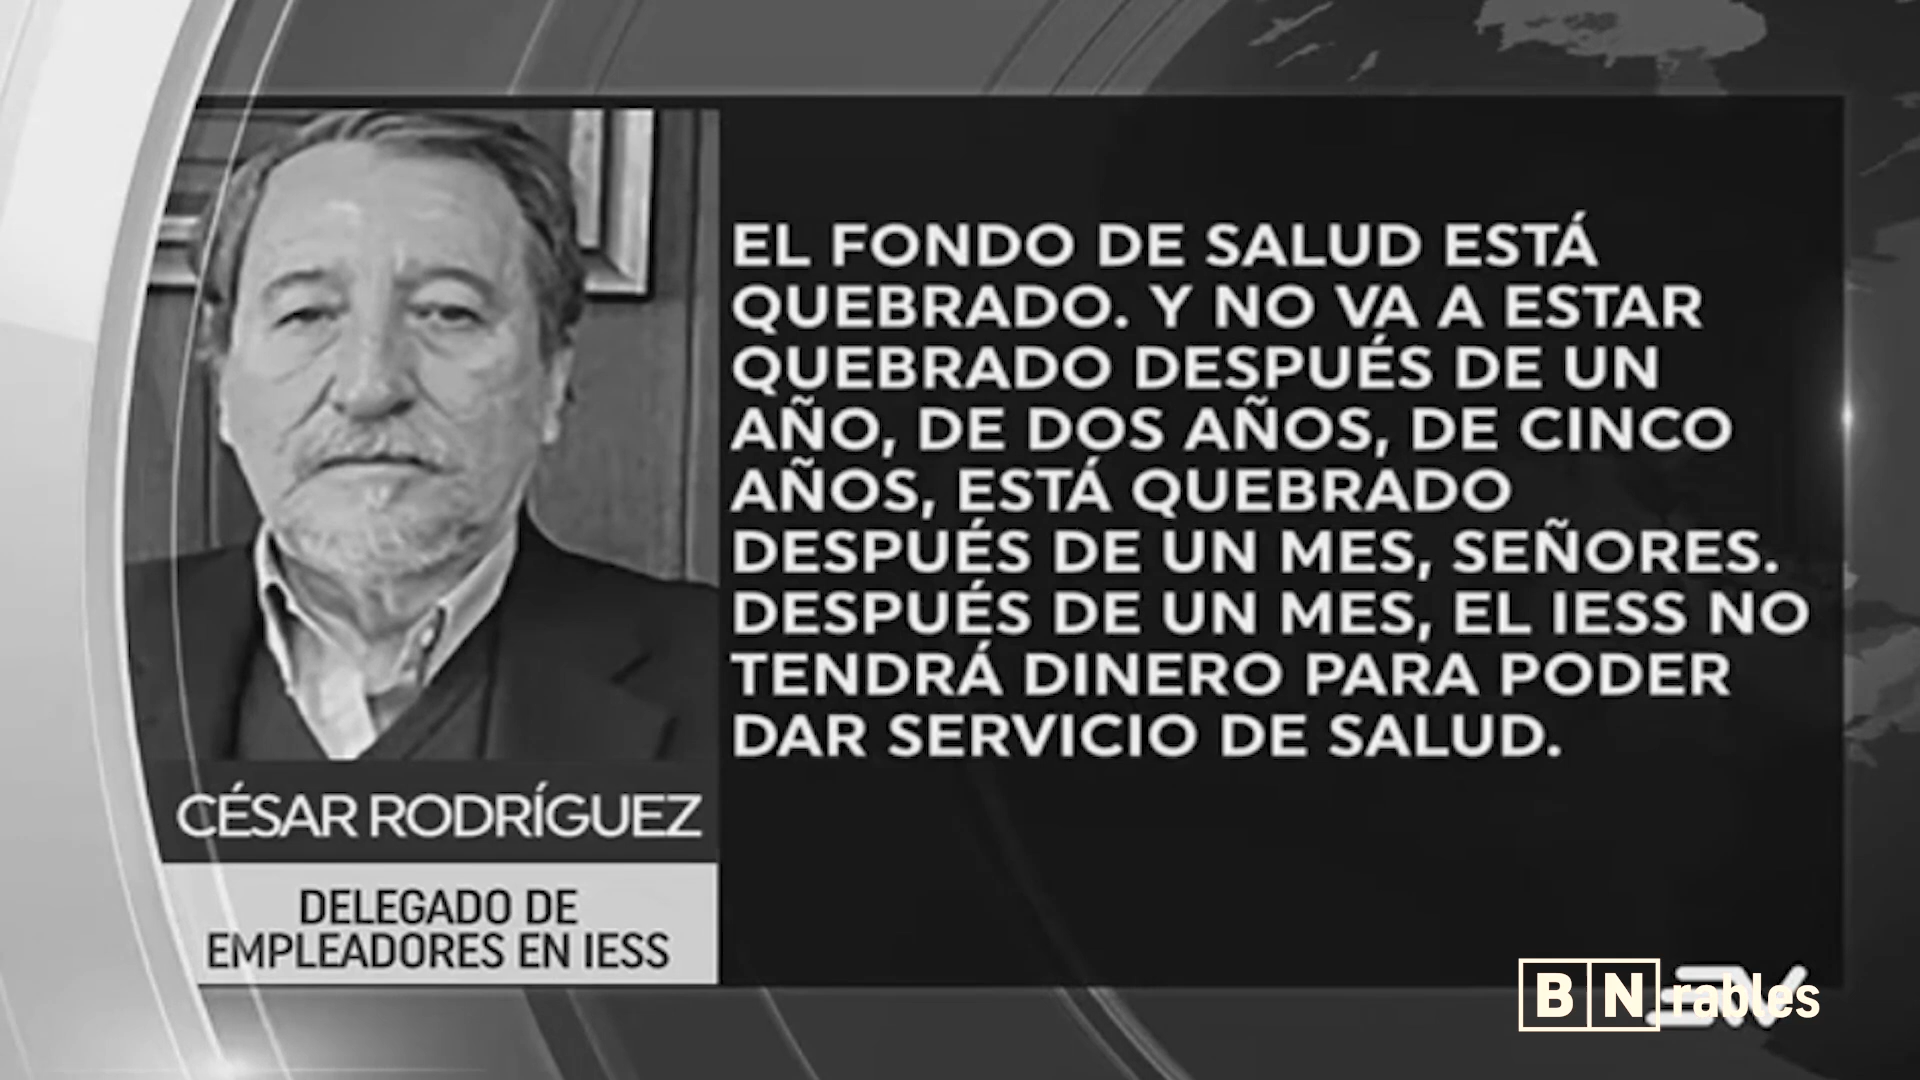 EL FONDO DE SALUD ESTÁ
QUEBRADO. Y NO VA A ESTAR
QUEBRADO DESPUÉS DE UN
AÑO, DE DOS AÑOS, DE CINCO
AÑOS, ESTÁ QUEBRADO
DESPUÉS DE UN MES, SEÑORES.
DESPUÉS DE UN MES, EL IESS NO
TENDRÁ DINERO PARA PODER
DAR SERVICIO DE SALUD.
CÉSAR RODRÍGUEZ
DELEGADO DE
EMPLEADORES EN IESS
BN rables